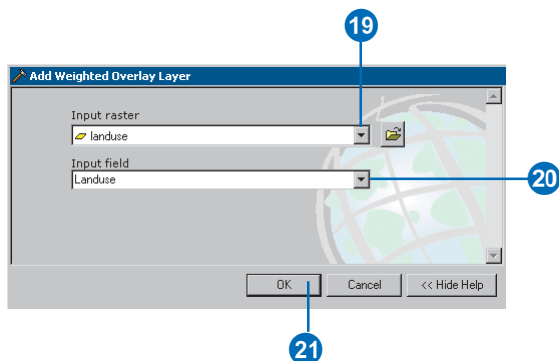 19
Add Weighted Overlay Layer
Input raster
landuse
Input field
Landuse
20
OK Cancel << Hide Help
21